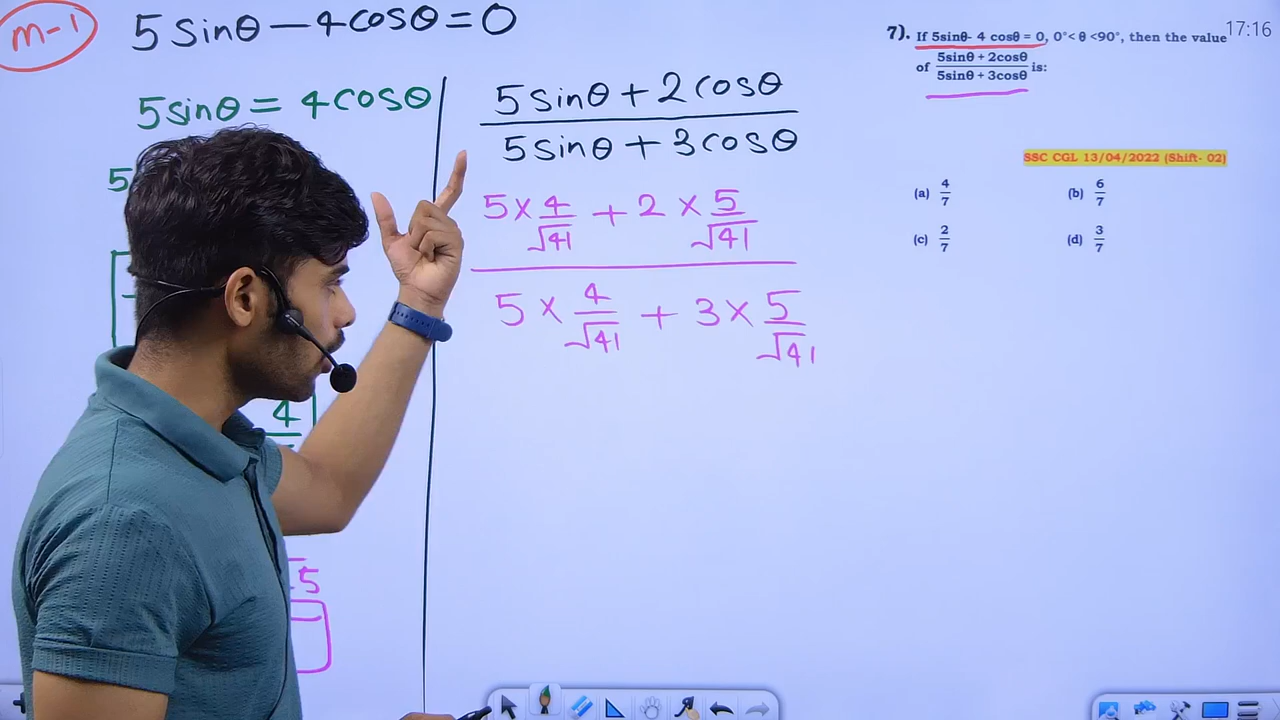 m-1
5 sinθ - 4 cosθ = 0
5 sinθ = 4 cosθ
5
4
5
5 sinθ + 2 cosθ
5 sinθ + 3 cosθ
5 × 4/√41 + 2 × 5/√41
5 × 4/√41 + 3 × 5/√41
17:16
7). If 5sinθ- 4 cosθ = 0, 0°< θ <90°, then the value
of 5sinθ + 2cosθ / 5sinθ + 3cosθ is:
SSC CGL 13/04/2022 (Shift- 02)
(a) 4/7 (b) 6/7
(c) 2/7 (d) 3/7